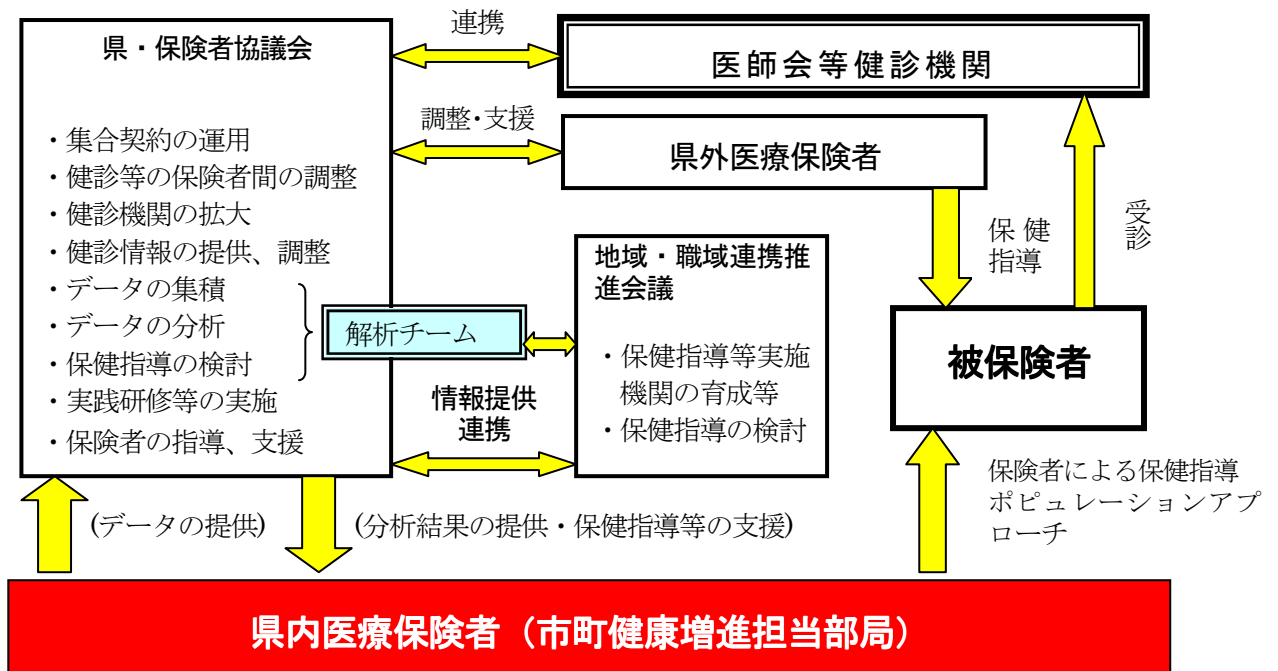 県・保険者協議会
・集合契約の運用
・健診等の保険者間の調整
・健診機関の拡大
・健診情報の提供、調整
・データの集積
・データの分析
・保健指導の検討
・実践研修等の実施
・保険者の指導、支援
解析チーム
連携
医師会等健診機関
調整・支援
県外医療保険者
保 健
指導
受診
地域・職域連携推
進会議
・保健指導等実施
機関の育成等
・保健指導の検討
情報提供
連携
被保険者
保険者による保健指導
ポピュレーションアプ
ローチ
(データの提供)
(分析結果の提供・保健指導等の支援)
県内医療保険者（市町健康増進担当部局）